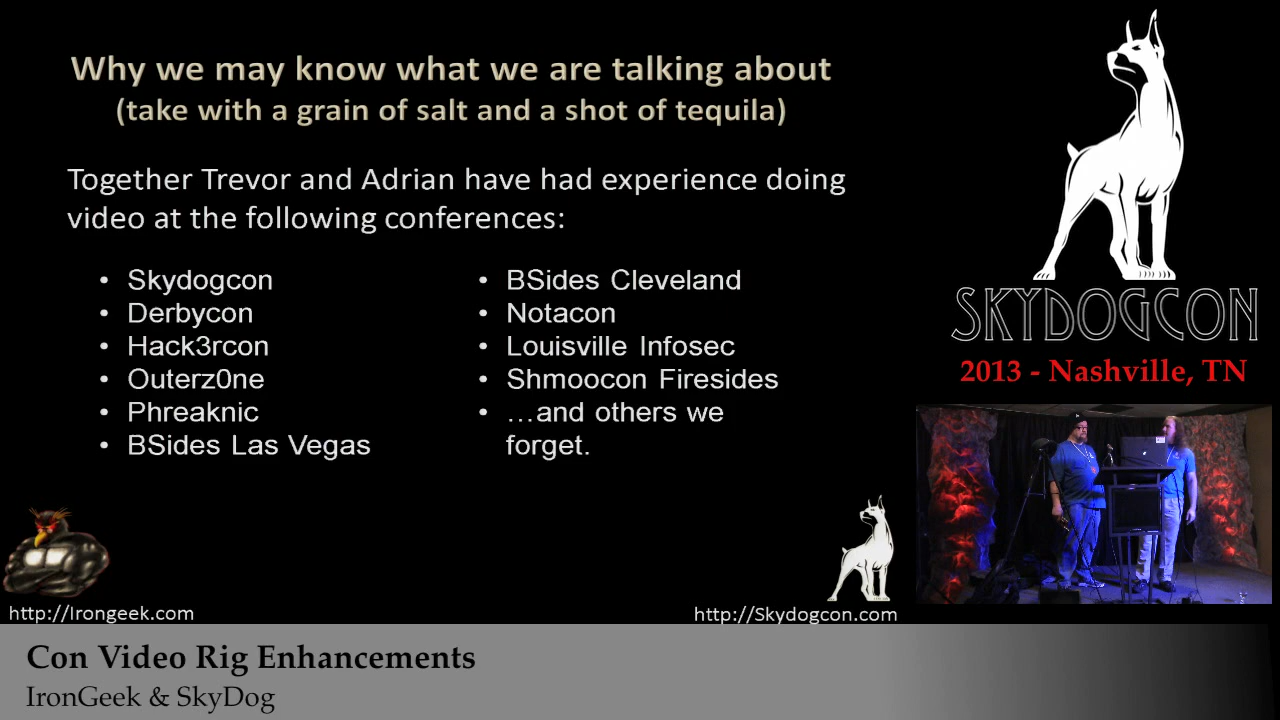 Why we may know what we are talking about
(take with a grain of salt and a shot of tequila)
Together Trevor and Adrian have had experience doing
video at the following conferences:
• Skydogcon
• Derbycon
• Hack3rcon
• Outerz0ne
• Phreaknic
• BSides Las Vegas
• BSides Cleveland
• Notacon
• Louisville Infosec
• Shmoocon Firesides
• …and others we
forget.
http://Irongeek.com
http://Skydogcon.com
SKYDOGCON
2013 - Nashville, TN
Con Video Rig Enhancements
IronGeek & SkyDog